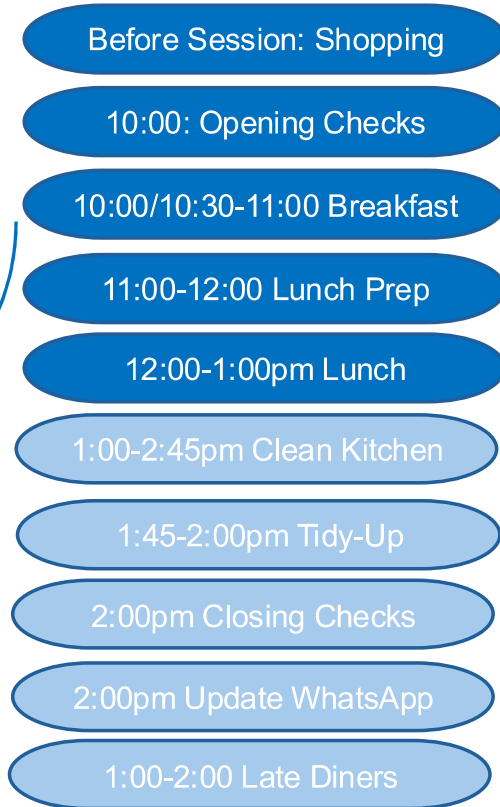 Before Session: Shopping
10:00: Opening Checks
10:00/10:30-11:00 Breakfast
11:00-12:00 Lunch Prep
12:00-1:00pm Lunch
1:00-2:45pm Clean Kitchen
1:45-2:00pm Tidy-Up
2:00pm Closing Checks
2:00pm Update WhatsApp
1:00-2:00 Late Diners